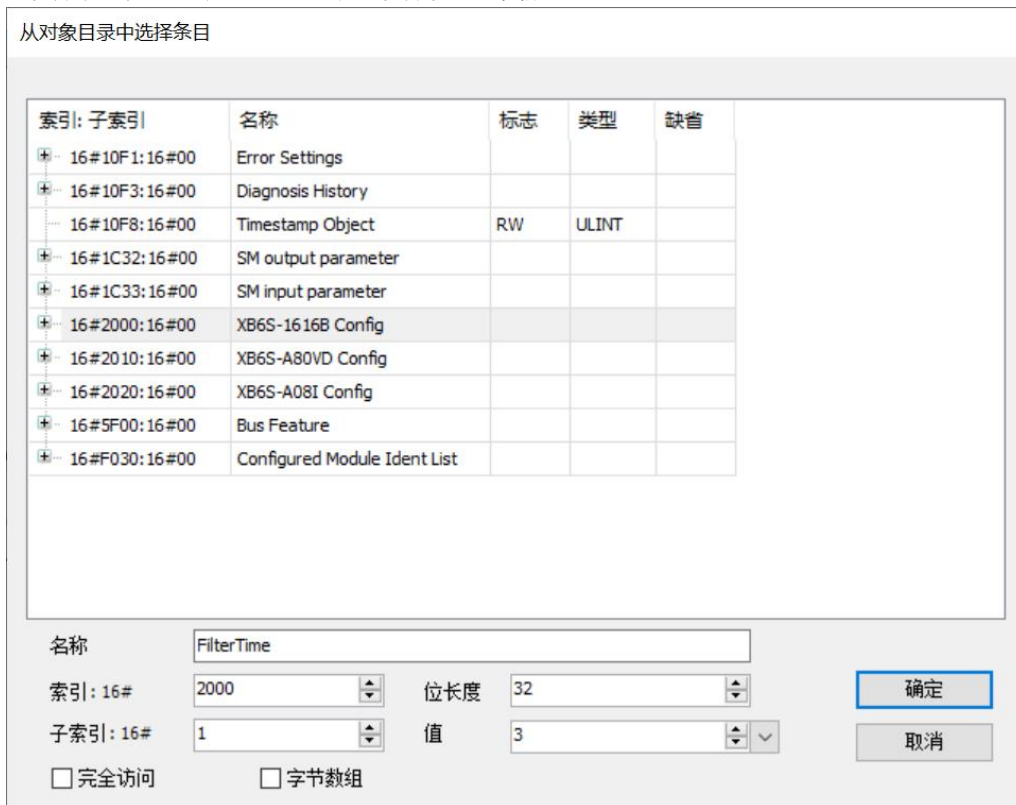 从对象目录中选择条目
索引: 子索引 名称 标志 类型 缺省
16#10F1:16#00 Error Settings
16#10F3:16#00 Diagnosis History
16#10F8:16#00 Timestamp Object RW ULINT
16#1C32:16#00 SM output parameter
16#1C33:16#00 SM input parameter
16#2000:16#00 XB6S-1616B Config
16#2010:16#00 XB6S-A80VD Config
16#2020:16#00 XB6S-A08I Config
16#5F00:16#00 Bus Feature
16#F030:16#00 Configured Module Ident List
名称 FilterTime
索引: 16# 2000 位长度 32 确定
子索引: 16# 1 值 3 取消
完全访问 字节数组